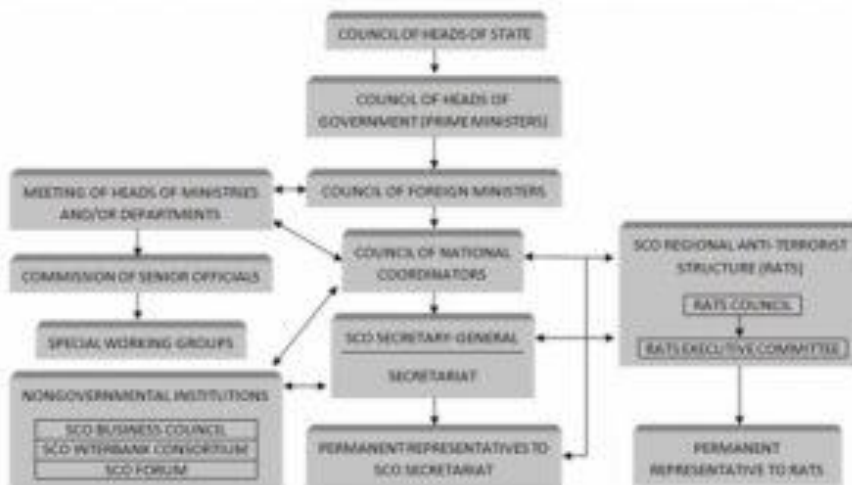 COUNCIL OF HEADS OF STATE
COUNCIL OF HEADS OF
GOVERNMENT (PRIME MINISTERS)
MEETING OF HEADS OF MINISTRIES
AND/OR DEPARTMENTS
COUNCIL OF FOREIGN MINISTERS
COMMISSION OF SENIOR OFFICIALS
COUNCIL OF NATIONAL
COORDINATORS
SCO REGIONAL ANTI-TERRORIST
STRUCTURE (RATS)
RATS COUNCIL
RATS EXECUTIVE COMMITTEE
SPECIAL WORKING GROUPS
SCO SECRETARY-GENERAL
SECRETARIAT
NONGOVERNMENTAL INSTITUTIONS
SCO BUSINESS COUNCIL
SCO INTERBANK CONSORTIUM
SCO FORUM
PERMANENT REPRESENTATIVES TO
SCO SECRETARIAT
PERMANENT
REPRESENTATIVE TO RATS